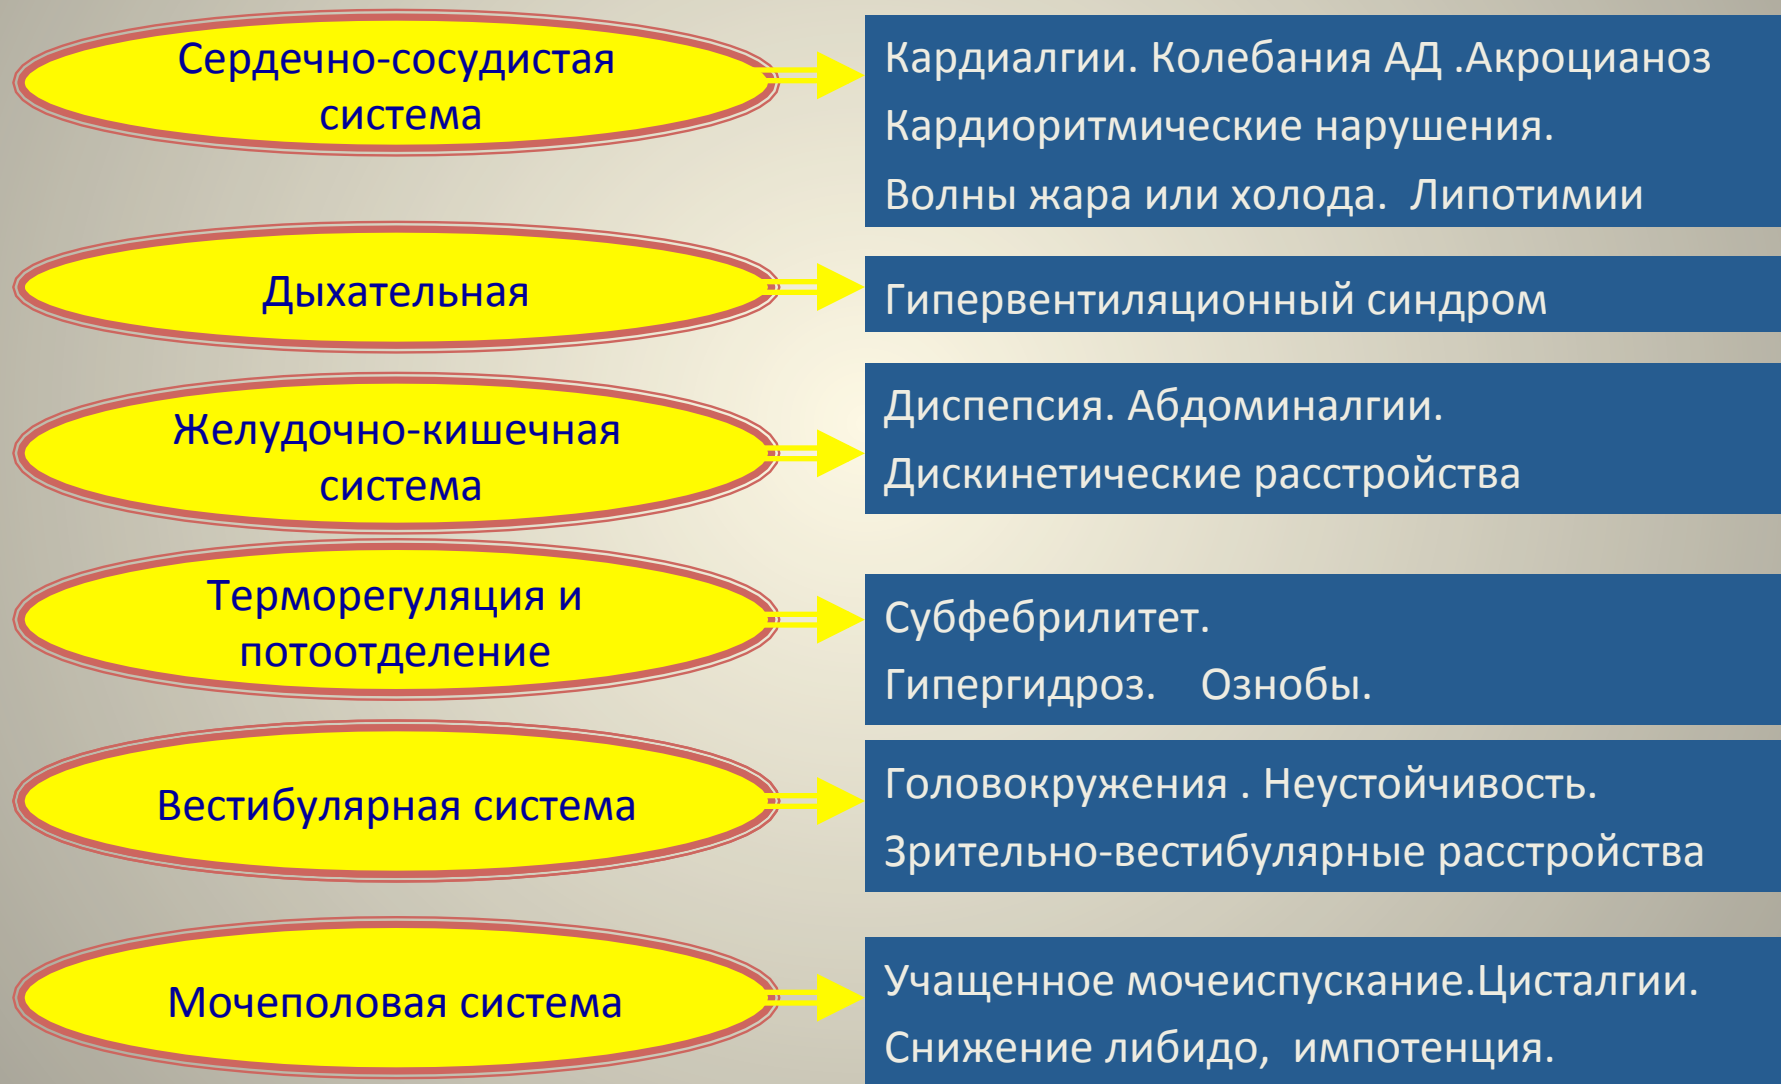 Сердечно-сосудистая
система
Кардиалгии. Колебания АД .Акроцианоз
Кардиоритмические нарушения.
Волны жара или холода.  Липотимии
Дыхательная
Гипервентиляционный синдром
Желудочно-кишечная
система
Диспепсия. Абдоминалгии.
Дискинетические расстройства
Терморегуляция и
потоотделение
Субфебрилитет.
Гипергидроз.    Ознобы.
Вестибулярная система
Головокружения . Неустойчивость.
Зрительно-вестибулярные расстройства
Мочеполовая система
Учащенное мочеиспускание.Цисталгии.
Снижение либидо,  импотенция.